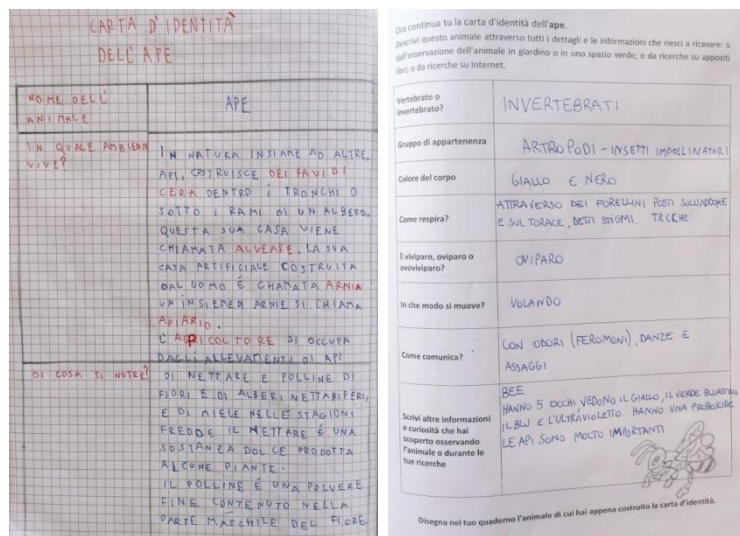 CARTA D'IDENTITÀ
DELL'APE
NOME DELL'
ANIMALE
APE
IN QUALE AMBIENTE
VIVE?
IN NATURA INSIAME AD ALTRE,
API, COSTRUISCE DEI FAVI DI
CERA DENTRO I TRONCHI O
SOTTO I RAMI DI UN ALBERO.
QUESTA SUA CASA VIENE
CHIAMATA ALVEARE. LA SUA
CASA ARTIFICIALE COSTRUITA
DAL UOMO É CHAMATA ARNIA
UN INSIEMEDI ARNIE SI CHIAMA
APIARIO.
L'AGRICOLTORE SI OCCUPA
DAGLI ALLEVAMENTI DI API
DI COSA SI NUTRE?
DI NETTARE E POLLINE DI
FIORI E DI ALBERI NETTARIFERI,
E DI MIELE NELLE STAGIONI
FREDDE IL NETTARE É UNA
SOSTANZA DOLCE PRODOTTA
ALCUNE PIANTE.
IL POLLINE É UNA POLVERE
FINE CONTENUTO NELLA
PARTE MASCHILE DEL FIORE
Ora continua tu la carta d'identità dell'ape.
Descrivi questo animale attraverso tutti i dettagli e le informazioni che riesci a ricavare: o
dall'osservazione dell'animale in giardino o in uno spazio verde; o da ricerche su appositi
libri; o da ricerche su Internet.
Vertebrato o
invertebrato?
INVERTEBRATI
Gruppo di appartenenza
ARTROPODI - INSETTI IMPOLLINATORI
Colore del corpo
GIALLO E NERO
Come respira?
ATTRAVERSO DEI FORELLINI POSTI SULL'ADDOME
E SUL TORACE, DETTI STIGMI.
È viviparo, oviparo o
ovoviviparo?
OVIPARO
In che modo si muove?
VOLANDO
Come comunica?
CON ODORI (FEROMONI), DANZE E
ASSAGGI
Scrivi altre informazioni
e curiosità che hai
scoperto osservando
l'animale o durante le
tue ricerche
BEE
HANNO 5 OCCHI VEDONO IL GIALLO, IL VERDE BLUASTRO
IL BLU E L'ULTRAVIOLETTO. HANNO UNA PROBOSCIDE
LE API SONO MOLTO IMPORTANTI
Disegna nel tuo quaderno l'animale di cui hai appena costruito la carta d'identità.